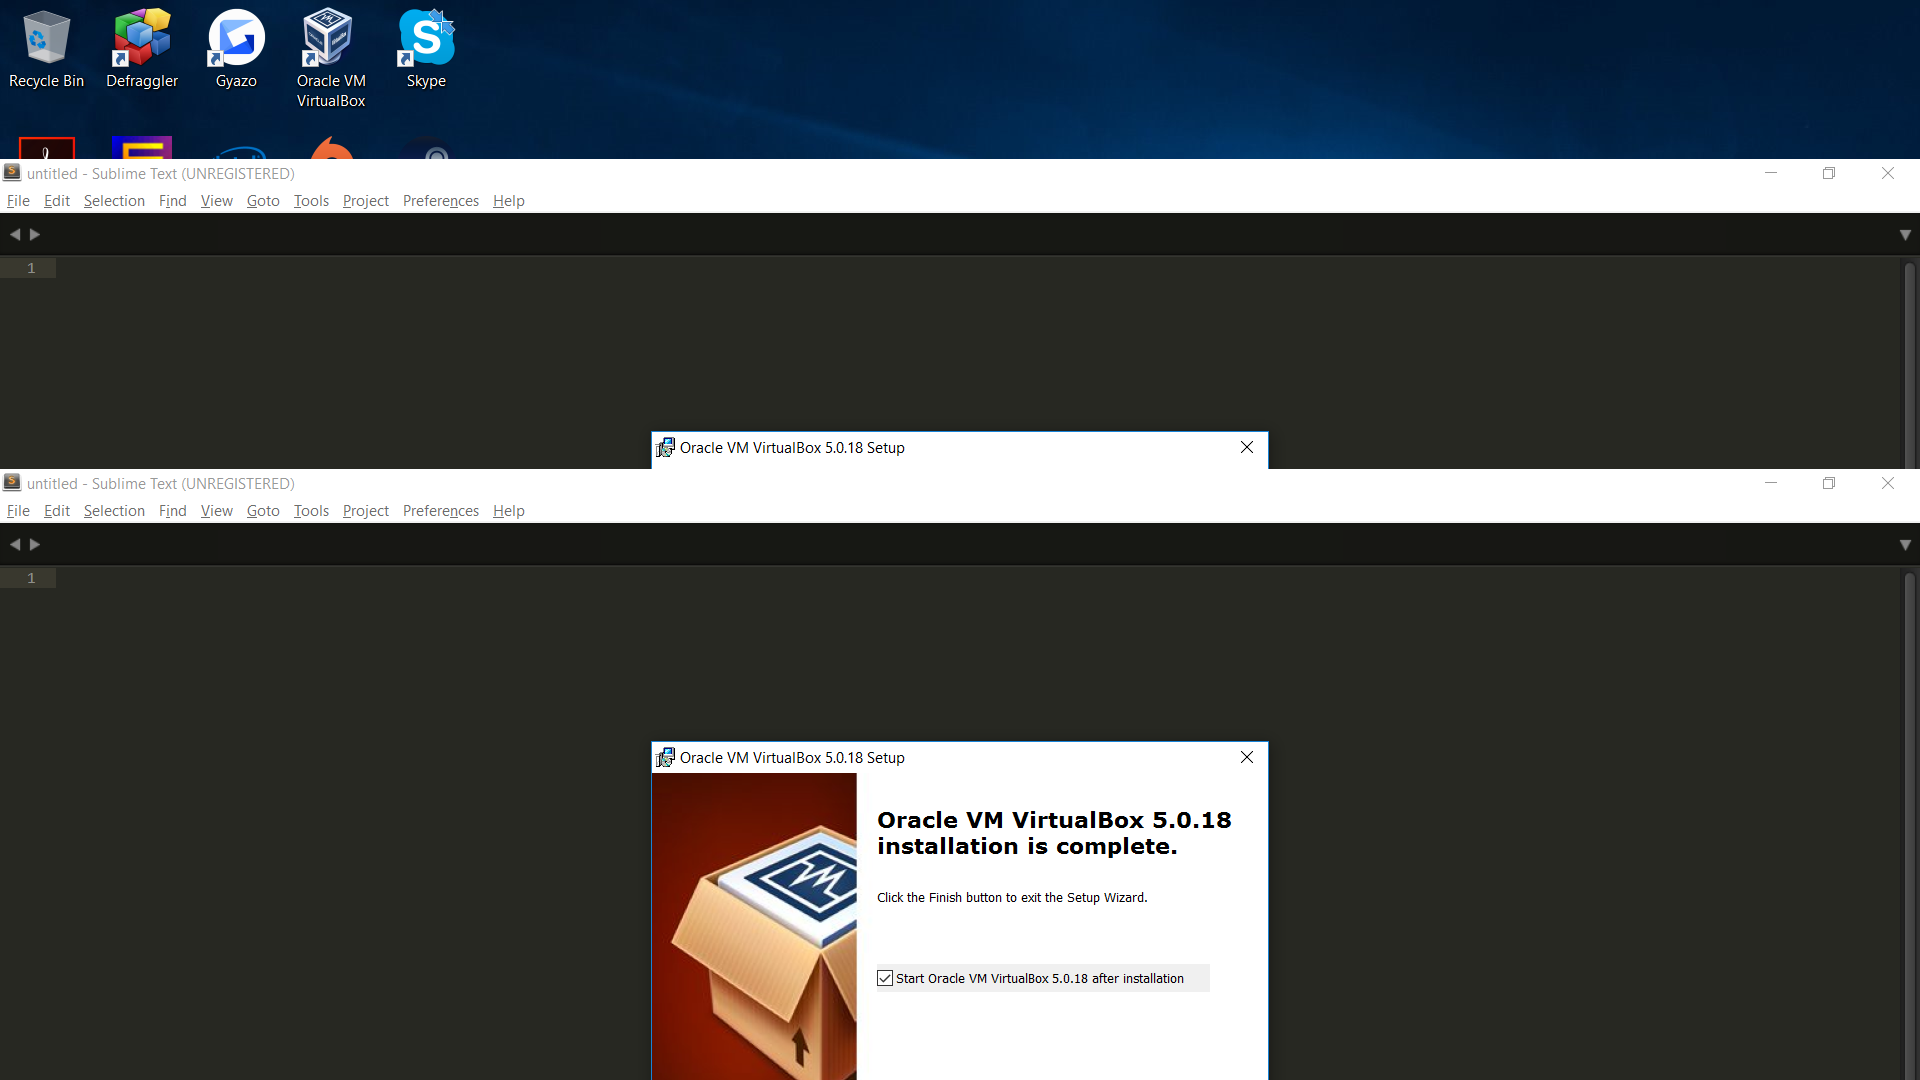 Recycle Bin
Defraggler
Gyazo
Oracle VM
VirtualBox
Skype
untitled - Sublime Text (UNREGISTERED)
File Edit Selection Find View Goto Tools Project Preferences Help
1
Oracle VM VirtualBox 5.0.18 Setup
untitled - Sublime Text (UNREGISTERED)
File Edit Selection Find View Goto Tools Project Preferences Help
1
Oracle VM VirtualBox 5.0.18 Setup
Oracle VM VirtualBox 5.0.18
installation is complete.
Click the Finish button to exit the Setup Wizard.
Start Oracle VM VirtualBox 5.0.18 after installation